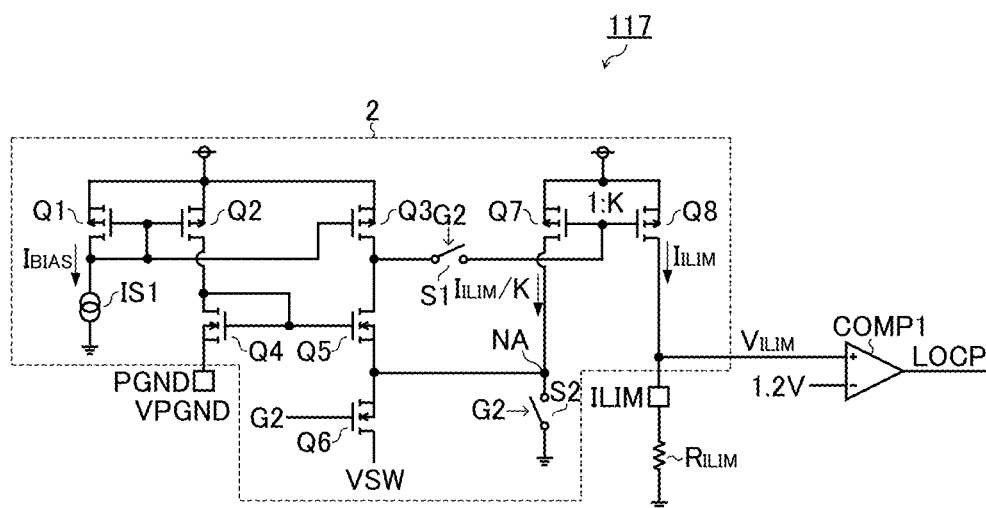 117
2
Q1
Q2
Q3
G2
Q7
1:K
Q8
IBIAS
IS1
S1
IILIM/K
IILIM
Q4
Q5
NA
VILIM
COMP1
LOCP
1.2V
PGND
VPGND
G2
Q6
G2
S2
ILIM
VSW
RILIM